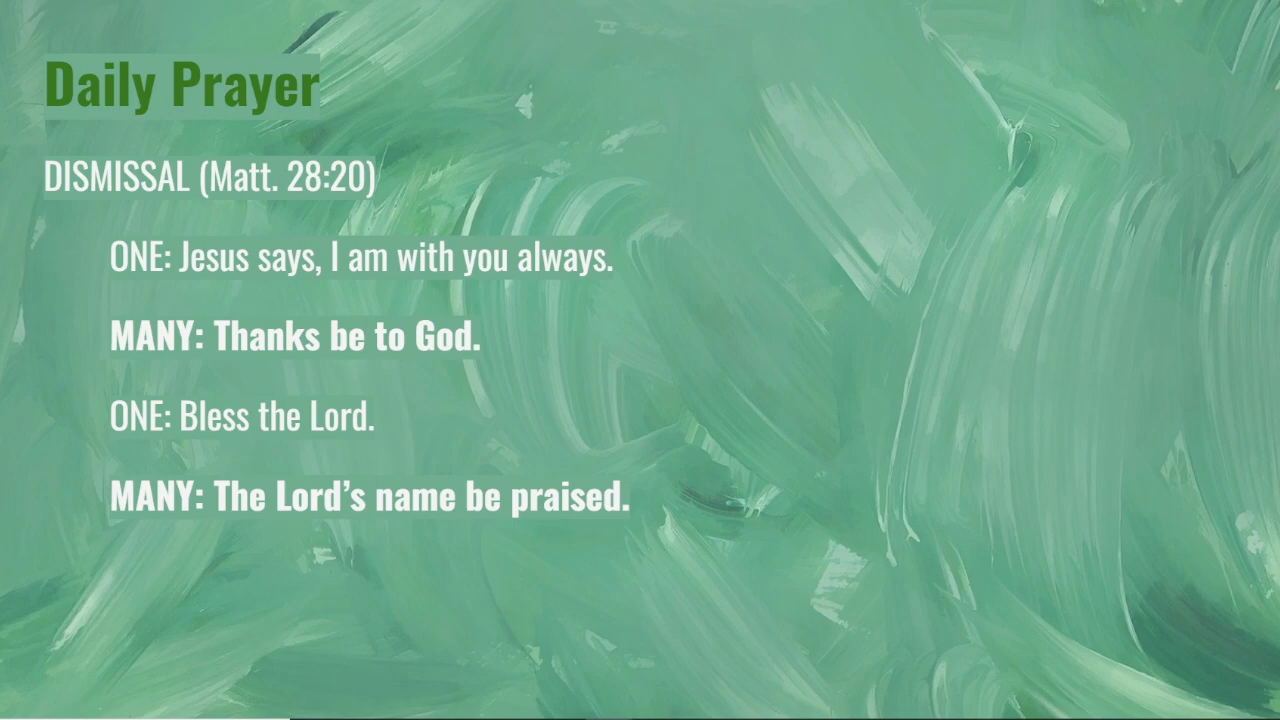 Daily Prayer
DISMISSAL (Matt. 28:20)
ONE: Jesus says, I am with you always.
MANY: Thanks be to God.
ONE: Bless the Lord.
MANY: The Lord’s name be praised.